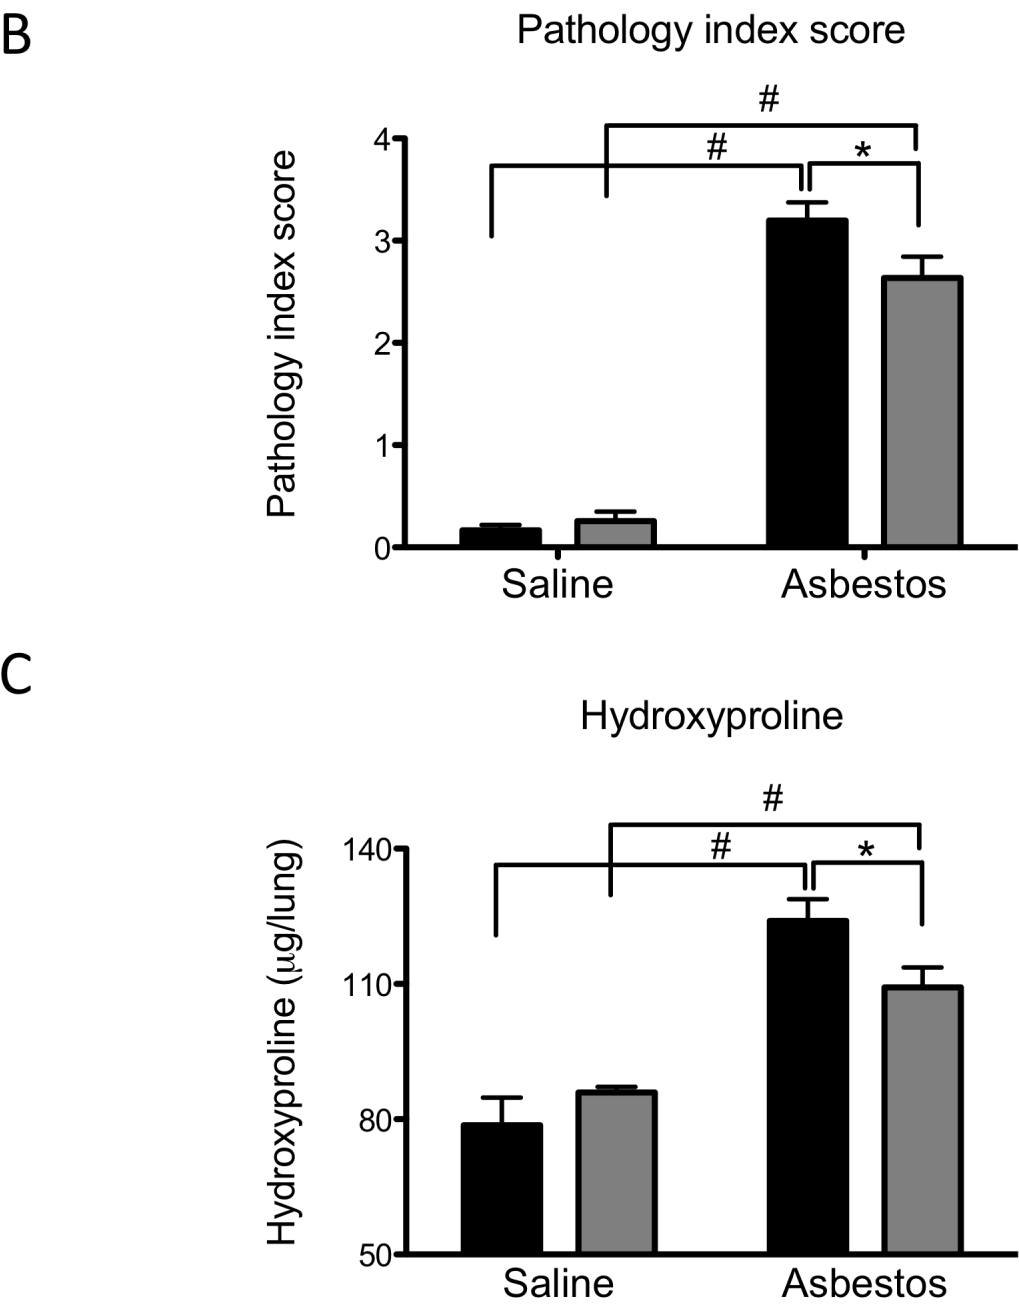 B
Pathology index score
#
#
*
Pathology index score
4
3
2
1
0
Saline
Asbestos
C
Hydroxyproline
#
#
*
Hydroxyproline (μg/lung)
140
110
80
50
Saline
Asbestos